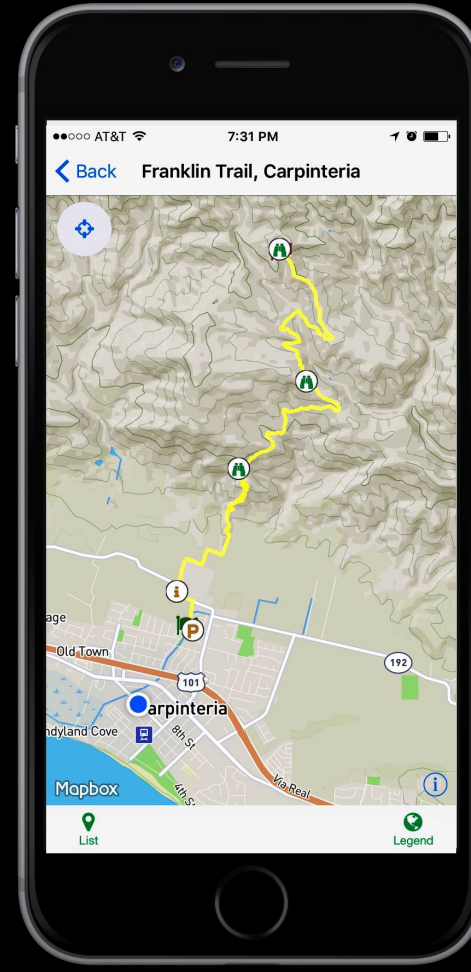 AT&T 7:31 PM
Back Franklin Trail, Carpinteria
i
P
age
Old Town
192
101
arpinteria
ndyland Cove
8th St
Mapbox
4th S
Via Real
i
List Legend